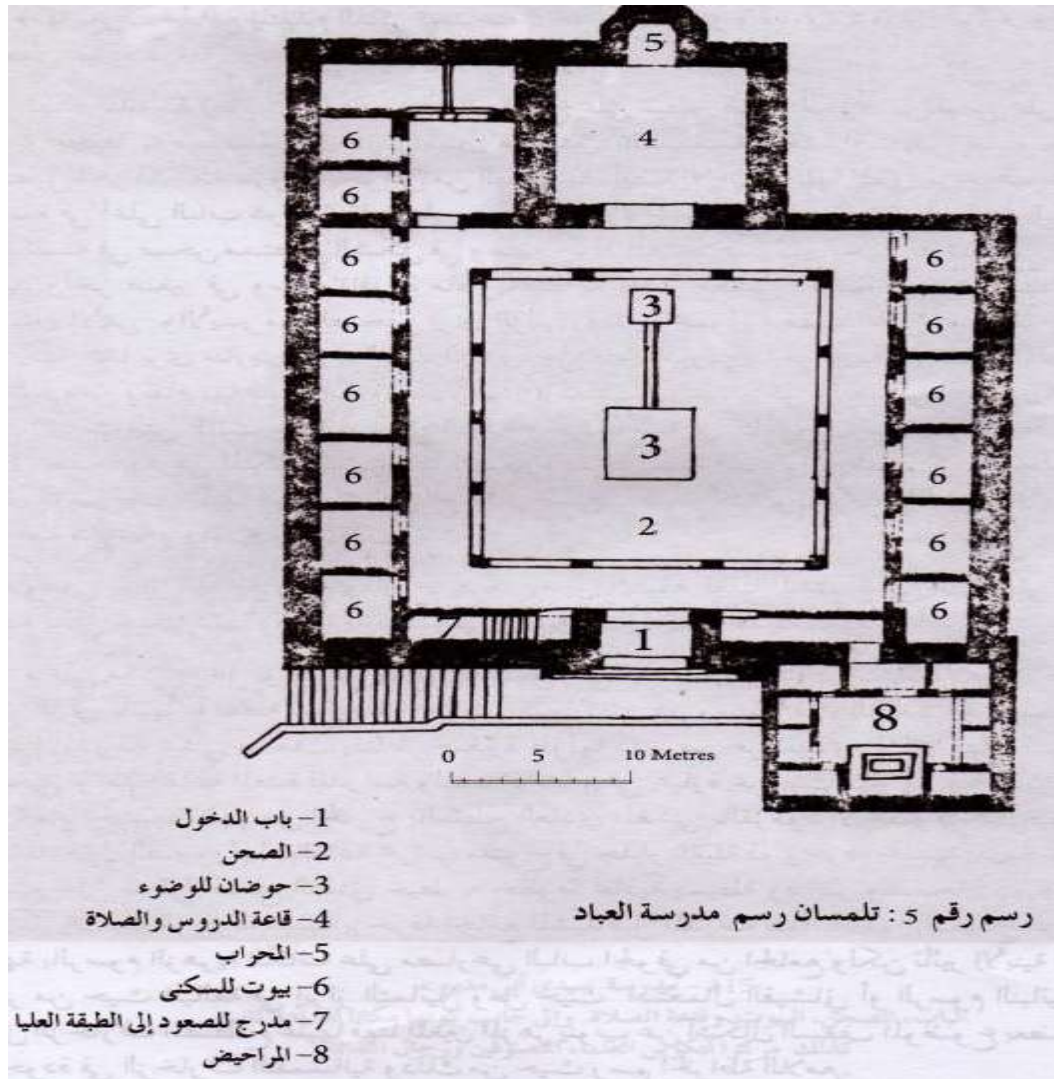 5
4
6
6
6
6
6
6
6
6
3
3
2
6
6
6
6
6
6
7
1
8
0 5 10 Metres
1– باب الدخول
2– الصحن
3– حوضان للوضوء
4– قاعة الدروس والصلاة
5– المحراب
6– بيوت للسكنى
7– مدرج للصعود إلى الطبقة العليا
8– المراحيض
رسم رقم 5 : تلمسان رسم مدرسة العباد